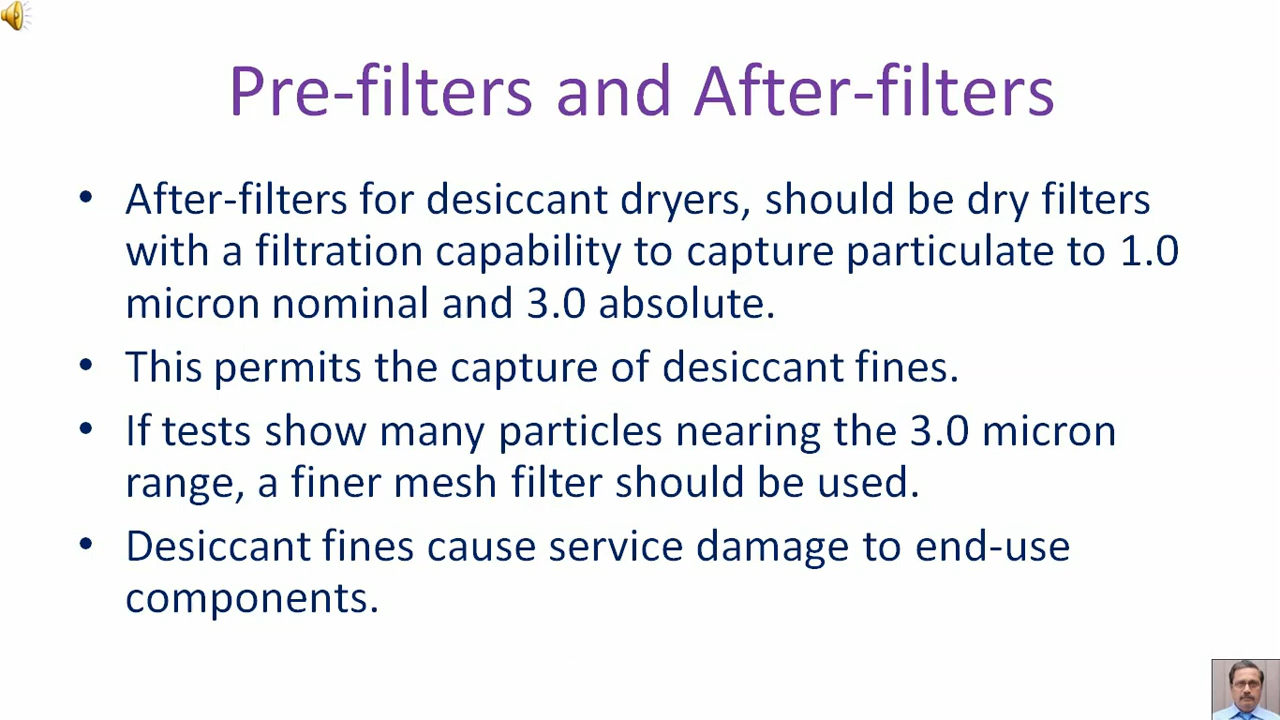 Pre-filters and After-filters
• After-filters for desiccant dryers, should be dry filters
with a filtration capability to capture particulate to 1.0
micron nominal and 3.0 absolute.
• This permits the capture of desiccant fines.
• If tests show many particles nearing the 3.0 micron
range, a finer mesh filter should be used.
• Desiccant fines cause service damage to end-use
components.